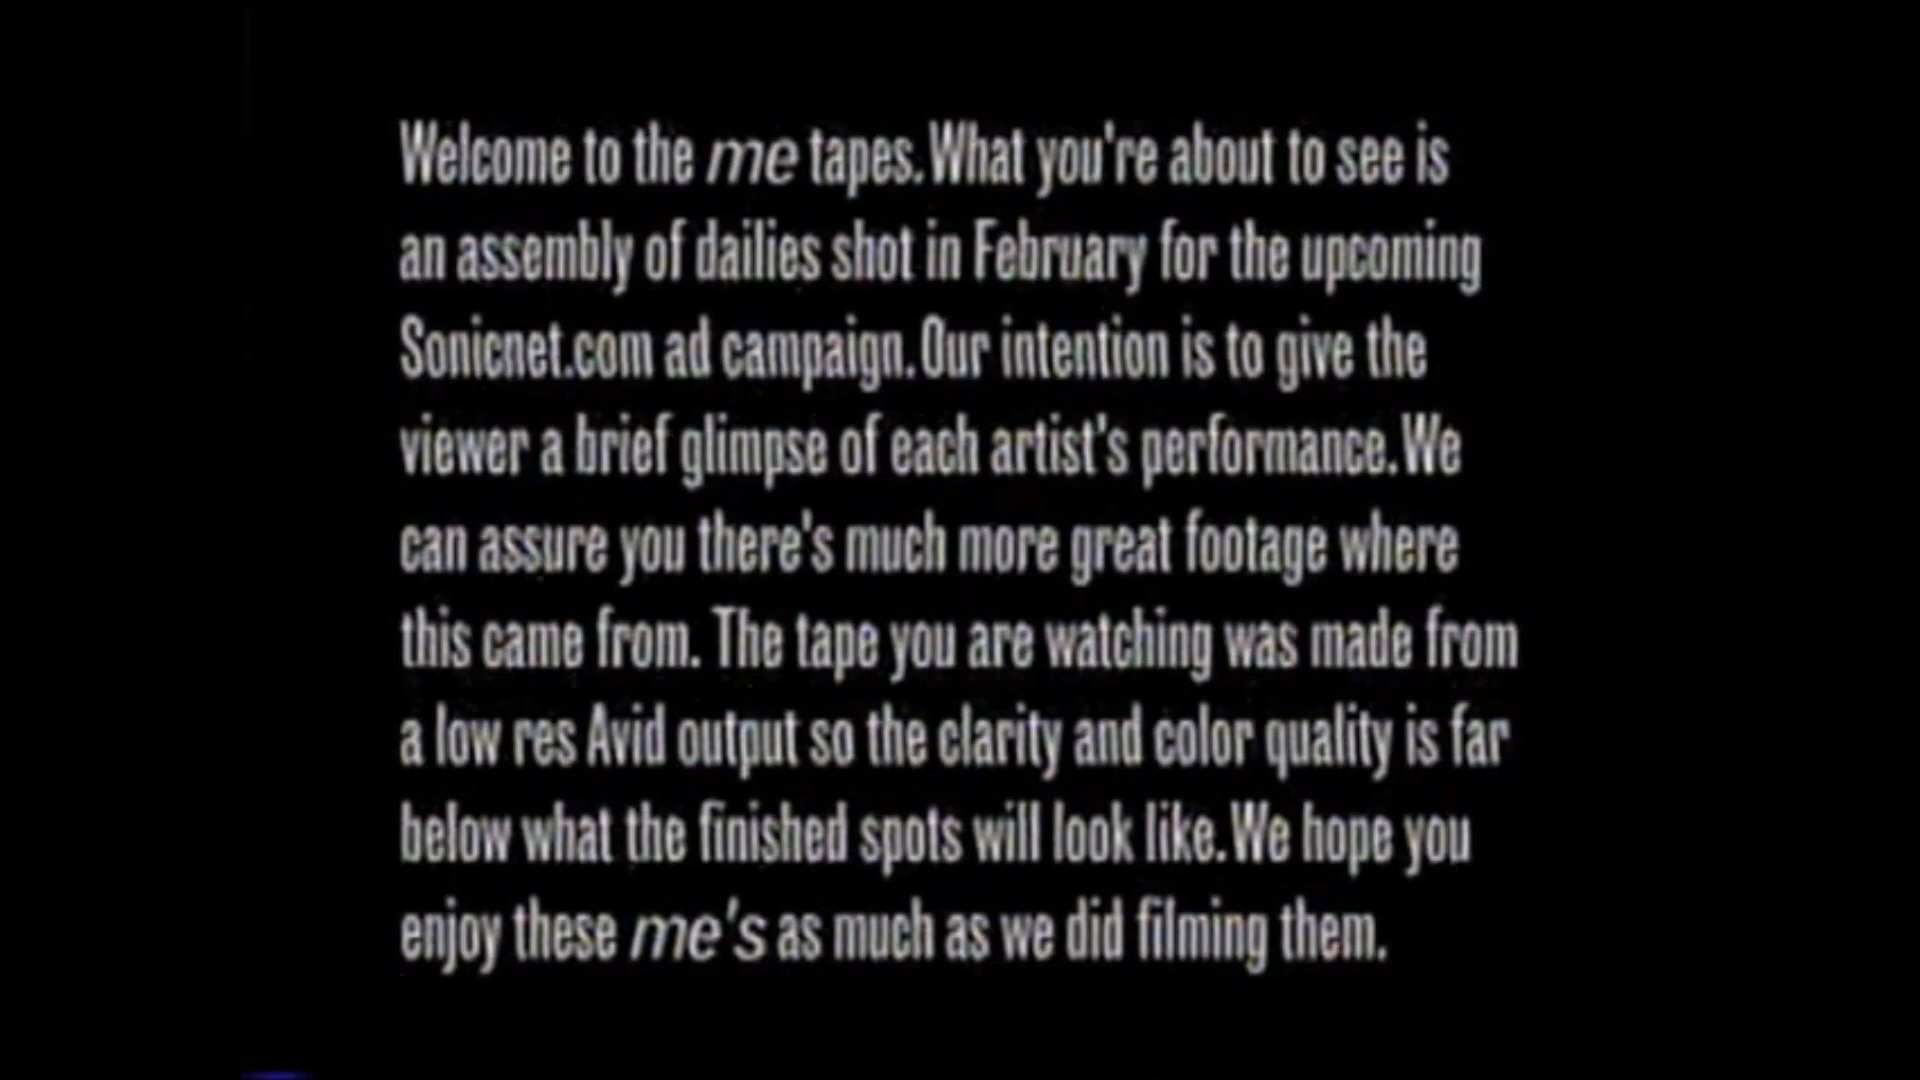 Welcome to the me tapes. What you're about to see is
an assembly of dailies shot in February for the upcoming
Sonicnet.com ad campaign. Our intention is to give the
viewer a brief glimpse of each artist's performance. We
can assure you there's much more great footage where
this came from. The tape you are watching was made from
a low res Avid output so the clarity and color quality is far
below what the finished spots will look like. We hope you
enjoy these me's as much as we did filming them.